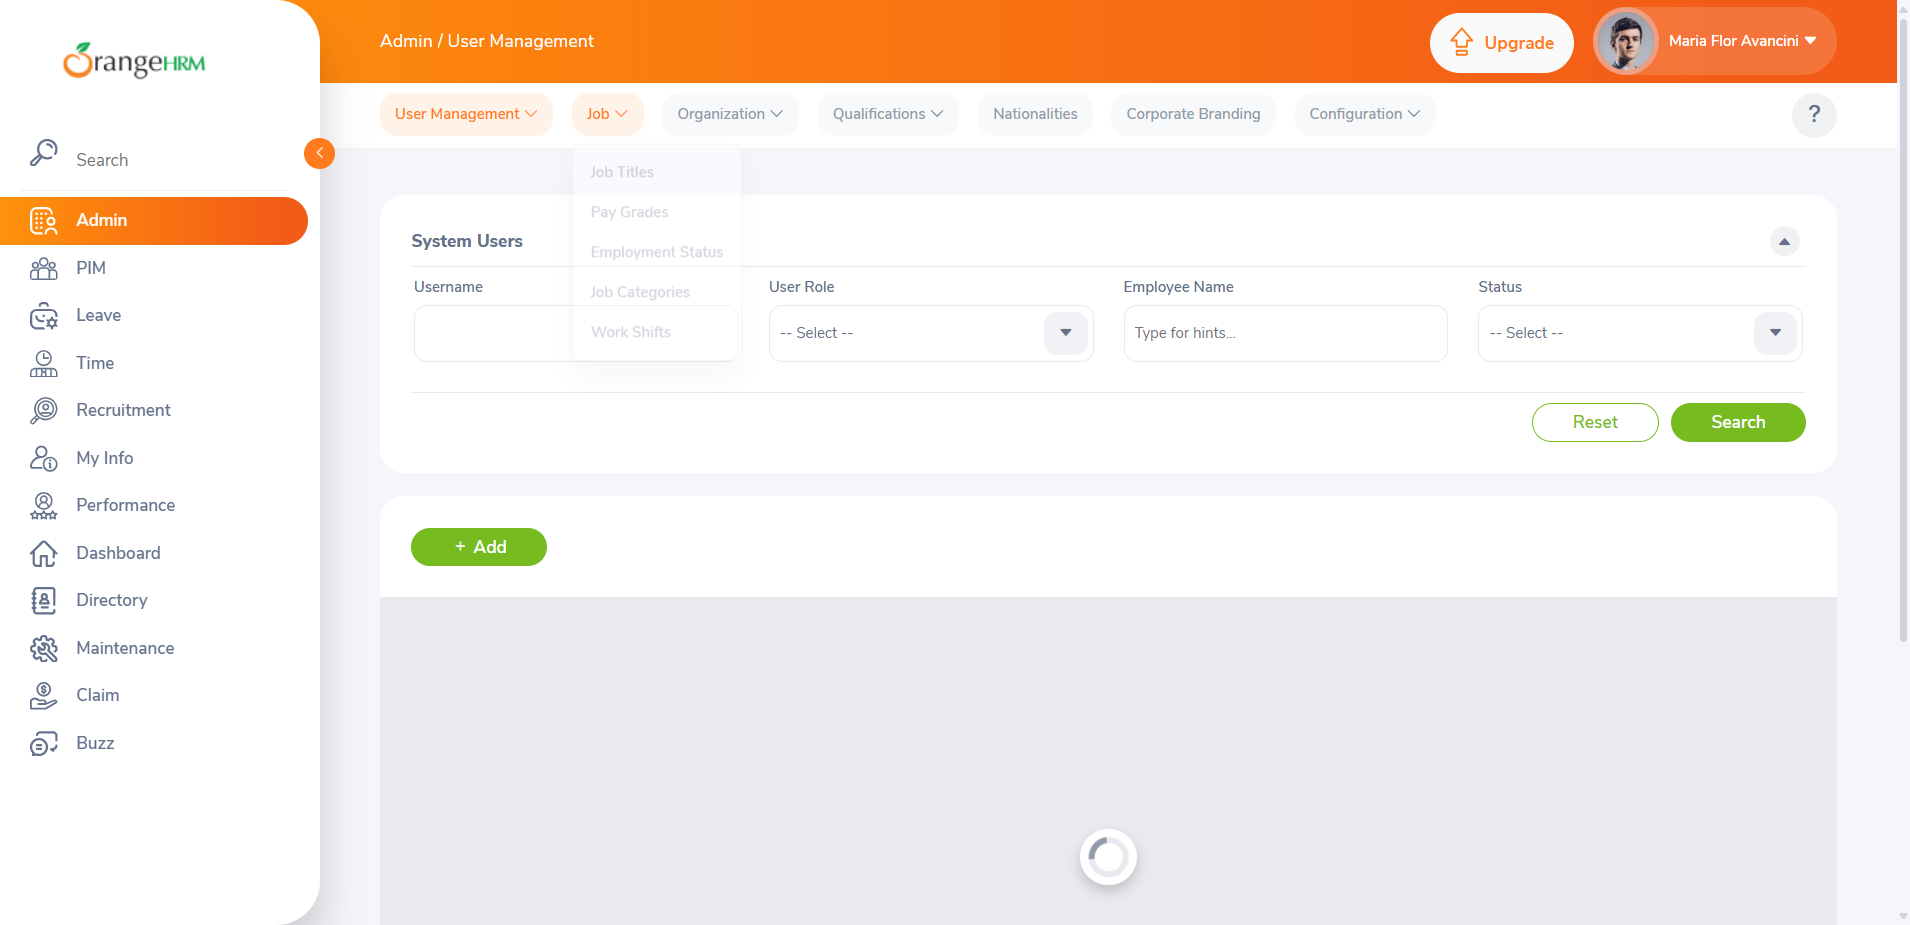 OrangeHRM
Admin / User Management
Upgrade
Maria Flor Avancini
User Management
Job
Organization
Qualifications
Nationalities
Corporate Branding
Configuration
?
Search
Admin
PIM
Leave
Time
Recruitment
My Info
Performance
Dashboard
Directory
Maintenance
Claim
Buzz
Job Titles
Pay Grades
Employment Status
Job Categories
Work Shifts
System Users
Username
User Role
Employee Name
Status
-- Select --
Type for hints...
-- Select --
Reset
Search
+ Add